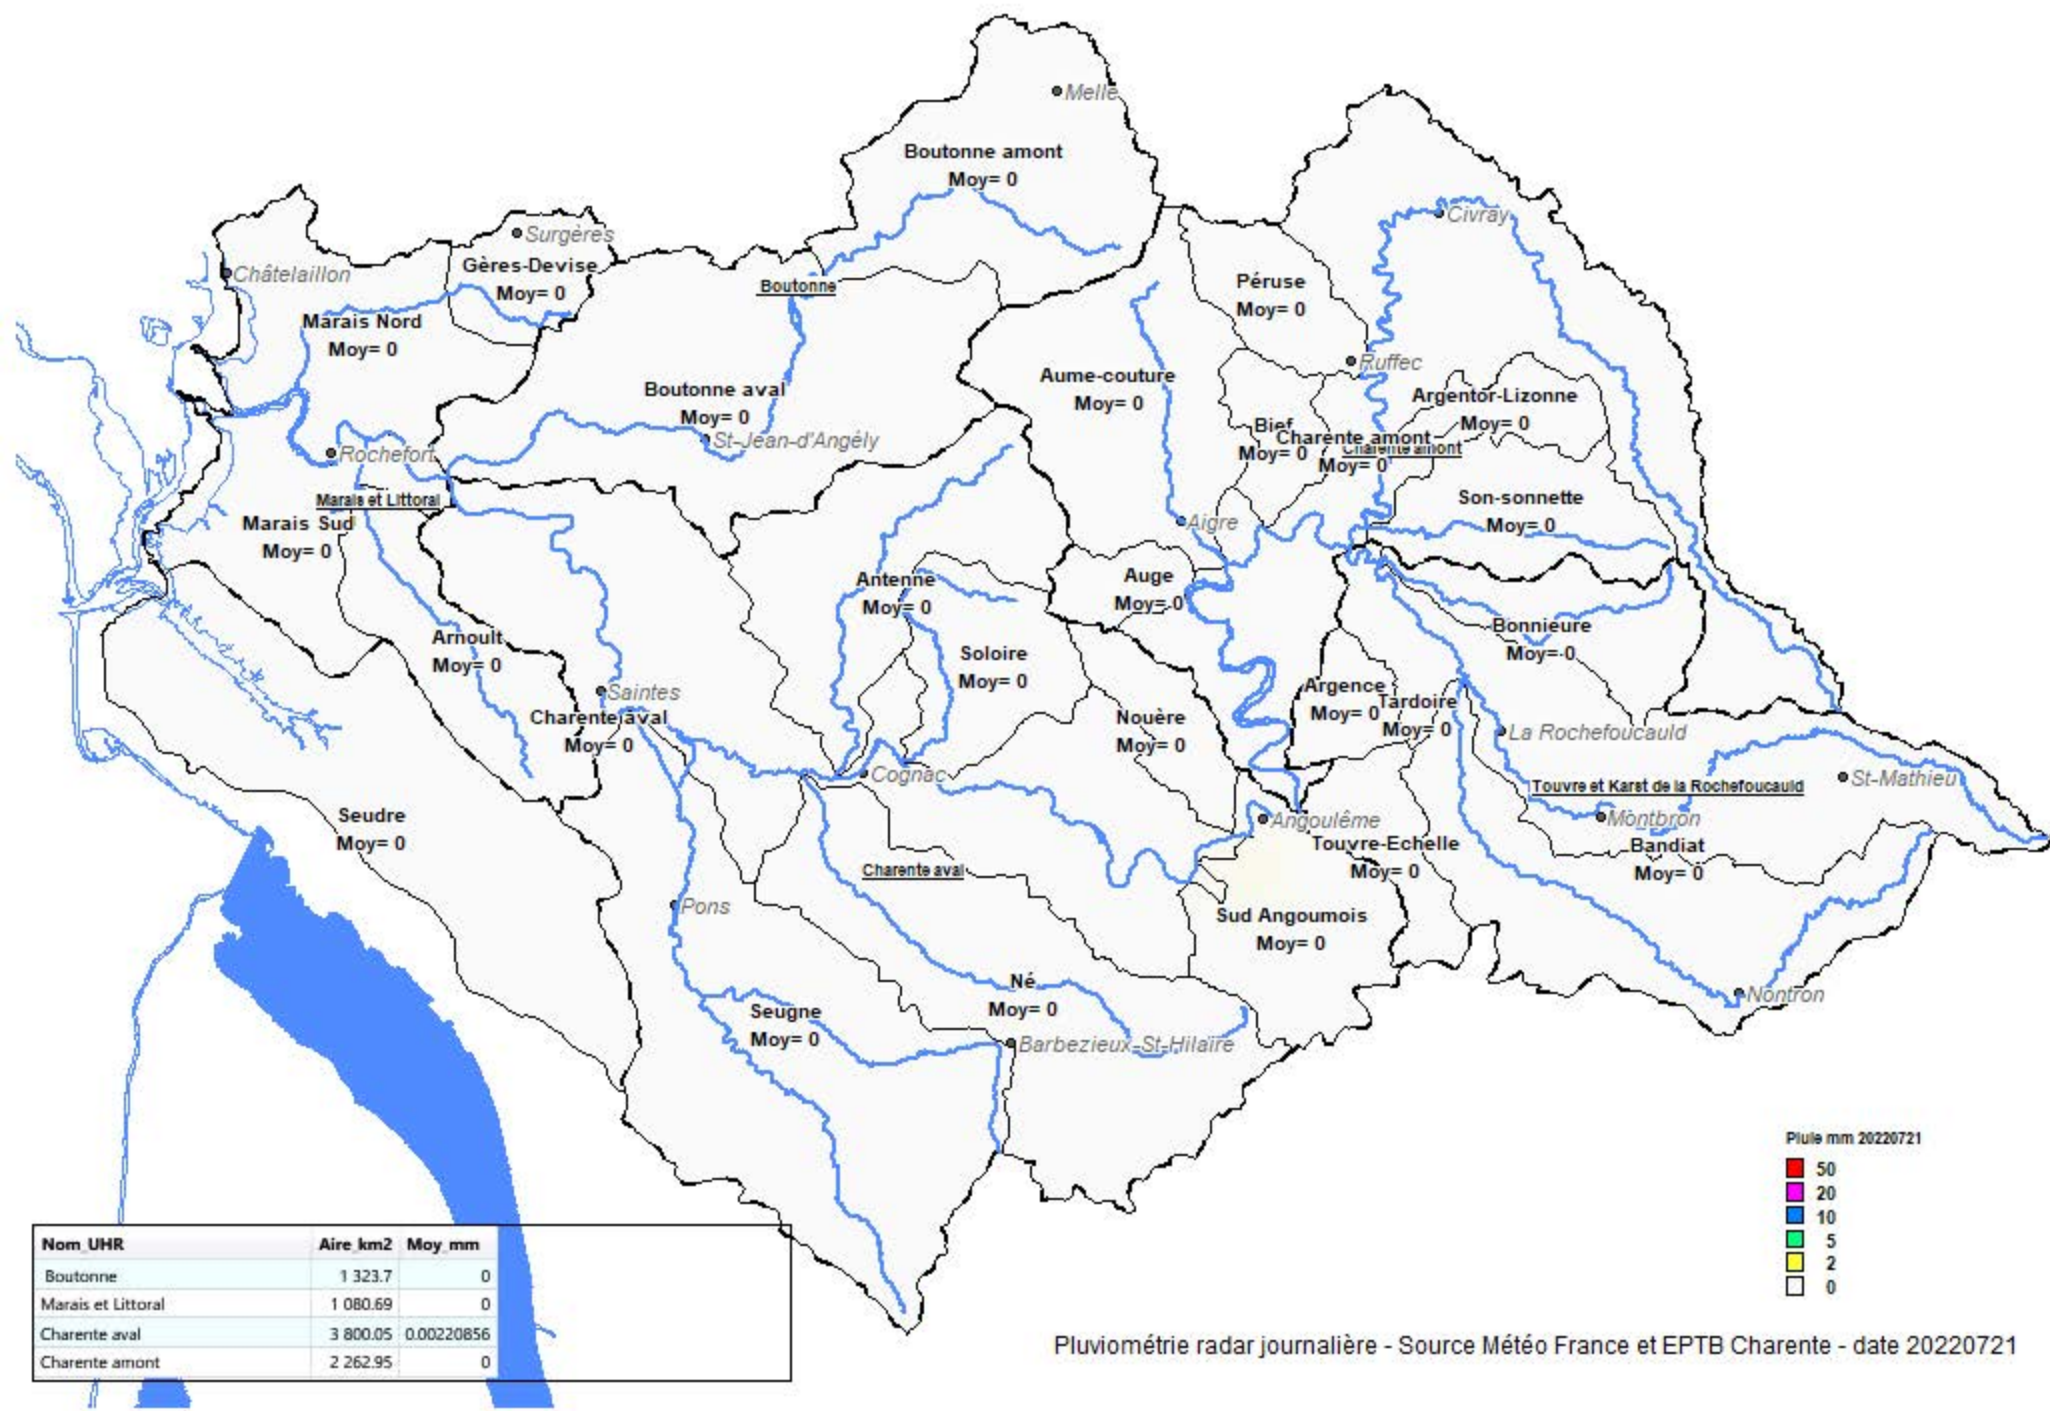 Melle
Boutonne amont
Moy= 0
Civray
Surgères
Châtelaillon
Gères-Devise
Moy= 0
Boutonne
Péruse
Moy= 0
Marais Nord
Moy= 0
Ruffec
Aume-couture
Moy= 0
Boutonne aval
Moy= 0
Argentor-Lizonne
Moy= 0
Bief
Moy= 0
Charente amont
Moy= 0
Charente amont
St-Jean-d'Angély
Rochefort
Marais et Littoral
Son-sonnette
Moy= 0
Marais Sud
Moy= 0
Aigre
Antenne
Moy= 0
Auge
Moy= 0
Bonnieure
Moy= 0
Arnoult
Moy= 0
Soloire
Moy= 0
Saintes
Argence
Moy= 0
Tardoire
Moy= 0
Charente aval
Moy= 0
Nouère
Moy= 0
La Rochefoucauld
Cognac
Touvre et Karst de la Rochefoucauld
St-Mathieu
Seudre
Moy= 0
Angoulême
Montbron
Touvre-Echelle
Moy= 0
Bandiat
Moy= 0
Charente aval
Pons
Sud Angoumois
Moy= 0
Né
Moy= 0
Nontron
Seugne
Moy= 0
Barbezieux-St-Hilaire
Pluie mm 20220721
50
20
10
5
2
0
Nom_UHR Aire_km2 Moy_mm
Boutonne 1 323.7 0
Marais et Littoral 1 080.69 0
Charente aval 3 800.05 0.00220856
Charente amont 2 262.95 0
Pluviométrie radar journalière - Source Météo France et EPTB Charente - date 20220721